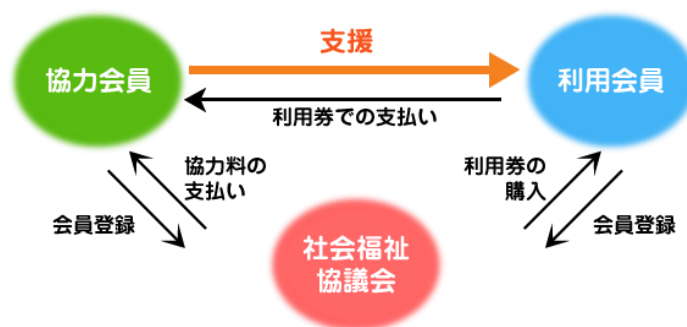 支援
協力会員
利用会員
利用券での支払い
協力料の
支払い
利用券の
購入
会員登録
会員登録
社会福祉
協議会